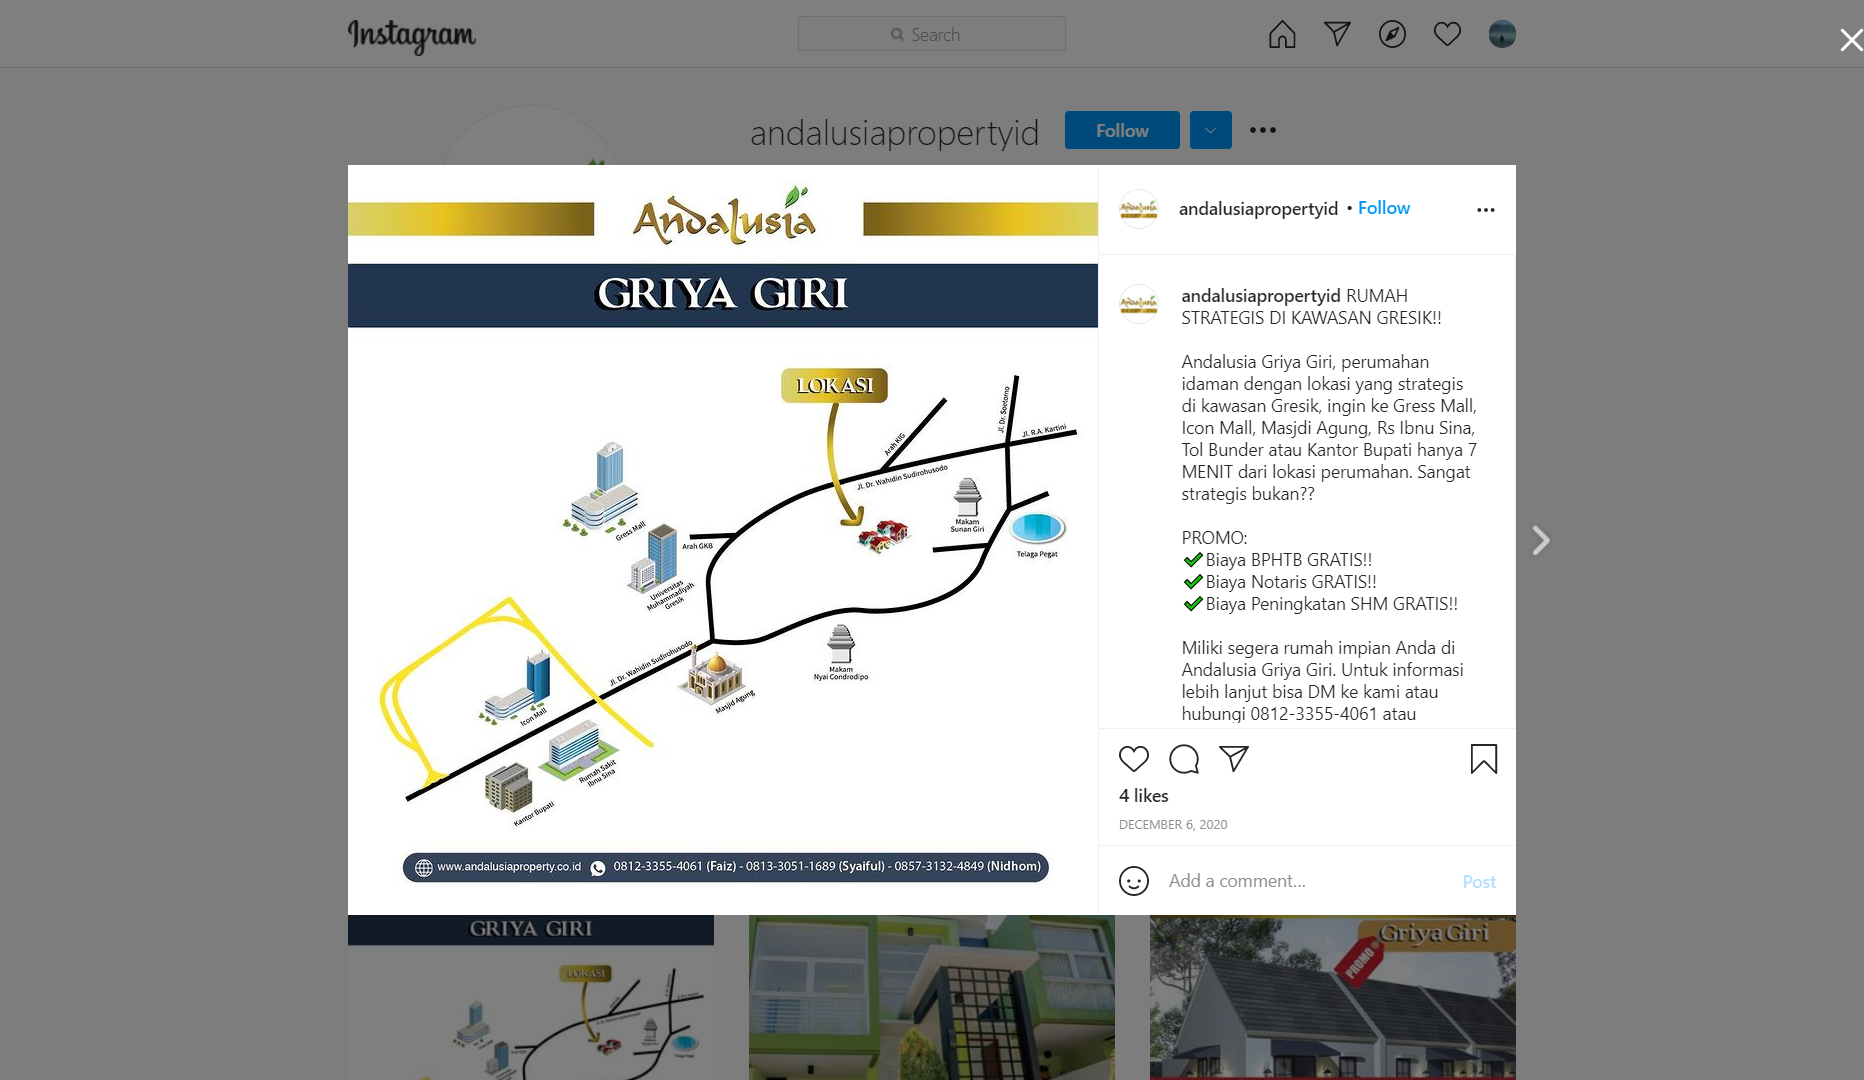 Instagram
Search
andalusiapropertyid
Follow
Andalusia
GRIYA GIRI
LOKASI
Jl. Dr. Soetomo
Jl. R.A. Kartini
Arah KIG
Jl. Dr. Wahidin Sudirohusodo
Gress Mall
Makam
Sunan Giri
Telaga Pegat
Arah GKB
Universitas
Muhammadiyah
Gresik
Jl. Dr. Wahidin Sudirohusodo
Makam
Nyai Condrodipo
Masjid Agung
Icon Mall
Rumah Sakit
Ibnu Sina
Kantor Bupati
www.andalusiaproperty.co.id 0812-3355-4061 (Faiz) - 0813-3051-1689 (Syaiful) - 0857-3132-4849 (Nidhom)
Andalusia
andalusiapropertyid • Follow
Andalusia
andalusiapropertyid RUMAH
STRATEGIS DI KAWASAN GRESIK!!
Andalusia Griya Giri, perumahan
idaman dengan lokasi yang strategis
di kawasan Gresik, ingin ke Gress Mall,
Icon Mall, Masjdi Agung, Rs Ibnu Sina,
Tol Bunder atau Kantor Bupati hanya 7
MENIT dari lokasi perumahan. Sangat
strategis bukan??
PROMO:
✔Biaya BPHTB GRATIS!!
✔Biaya Notaris GRATIS!!
✔Biaya Peningkatan SHM GRATIS!!
Miliki segera rumah impian Anda di
Andalusia Griya Giri. Untuk informasi
lebih lanjut bisa DM ke kami atau
hubungi 0812-3355-4061 atau
4 likes
DECEMBER 6, 2020
Add a comment...
Post
GRIYA GIRI
LOKASI
Griya Giri
PROMO